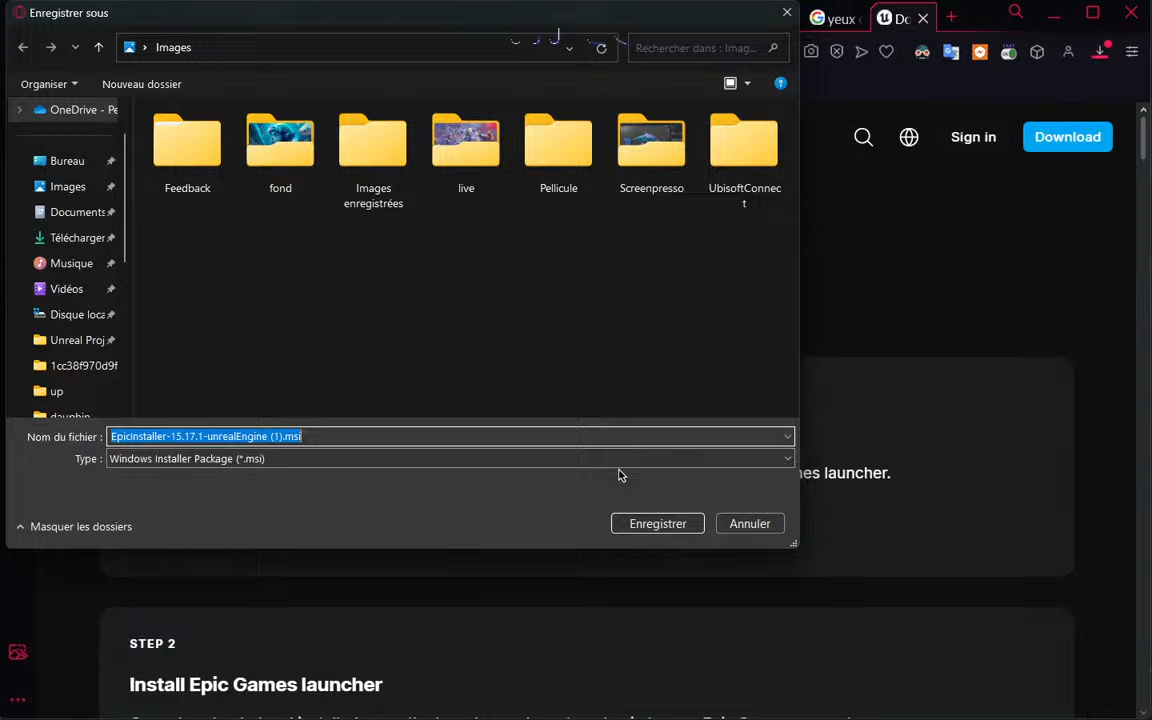 Enregistrer sous
yeux
Do
Images
Rechercher dans : Imag...
Organiser
Nouveau dossier
OneDrive - Pe
Bureau
Images
Documents
Télécharger
Musique
Vidéos
Disque loca
Unreal Proj
1cc38f970d9f
up
dauphin
Feedback
fond
Images
enregistrées
live
Pellicule
Screenpresso
UbisoftConnec
t
Sign in
Download
Nom du fichier :
EpicInstaller-15.17.1-unrealEngine (1).msi
Type :
Windows Installer Package (*.msi)
es launcher.
Masquer les dossiers
Enregistrer
Annuler
STEP 2
Install Epic Games launcher